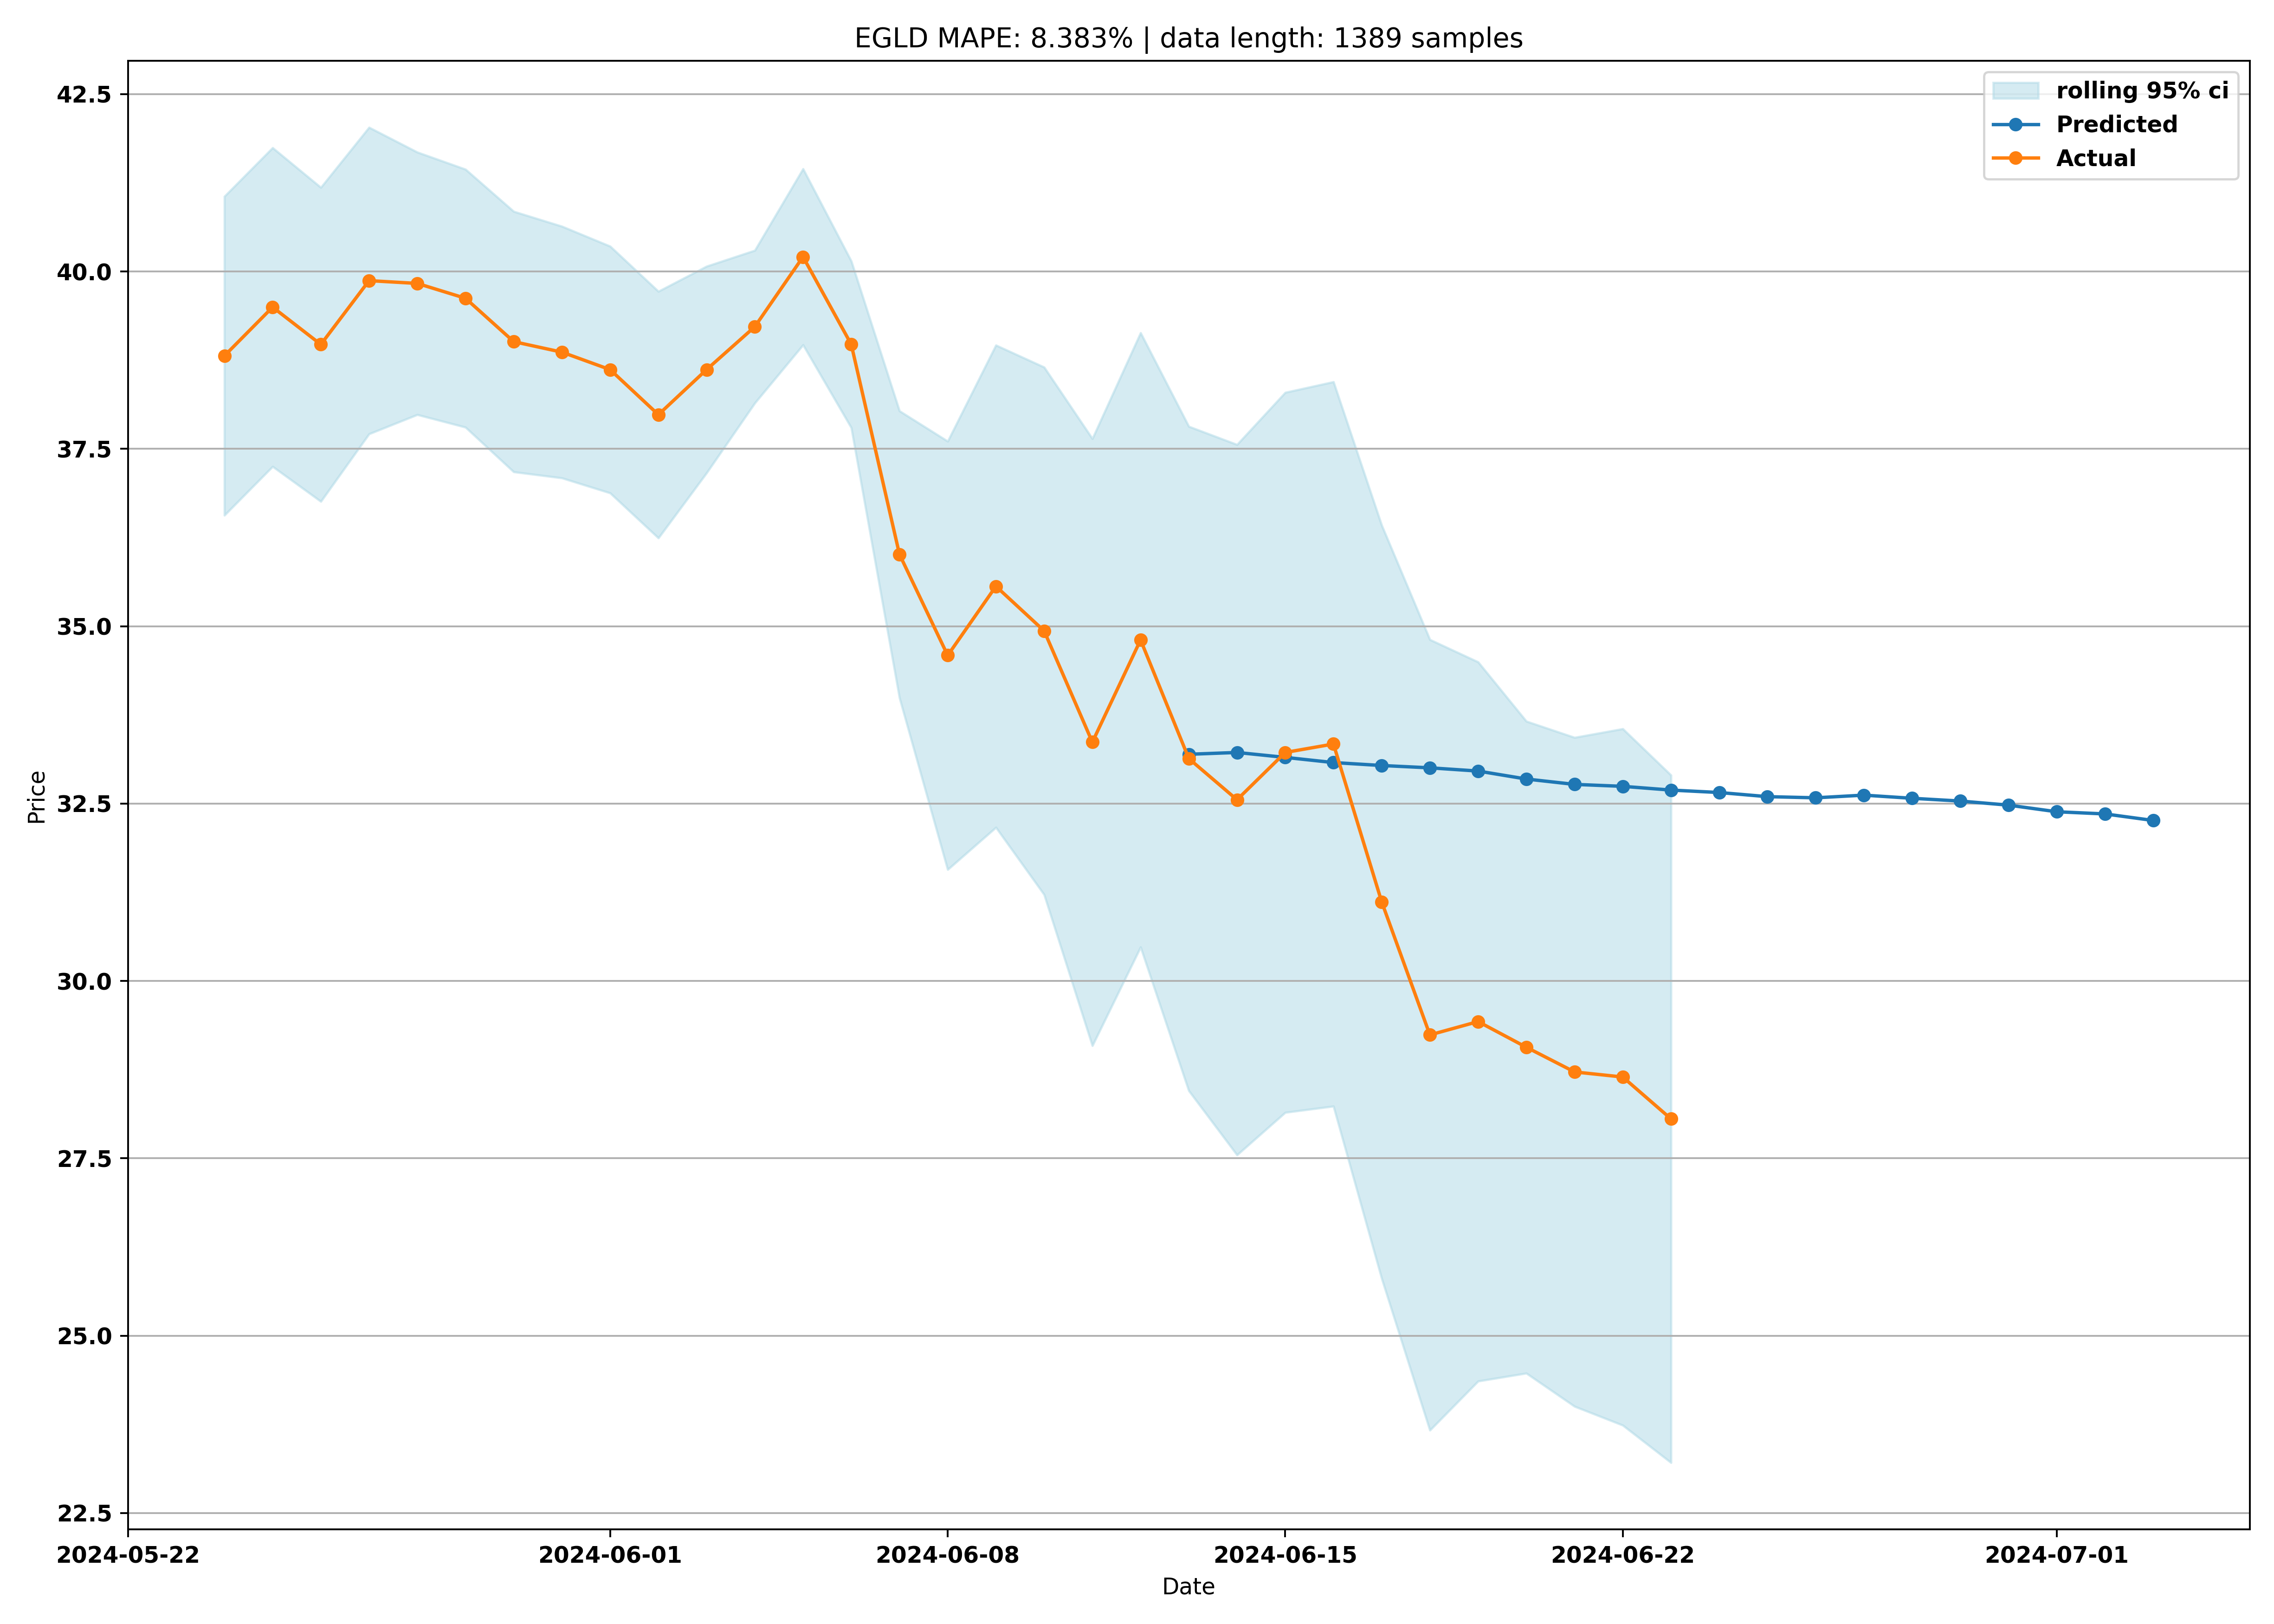 EGLD MAPE: 8.383% | data length: 1389 samples
rolling 95% ci
Predicted
Actual
42.5
40.0
37.5
35.0
32.5
30.0
27.5
25.0
22.5
Price
2024-05-22
2024-06-01
2024-06-08
2024-06-15
2024-06-22
2024-07-01
Date